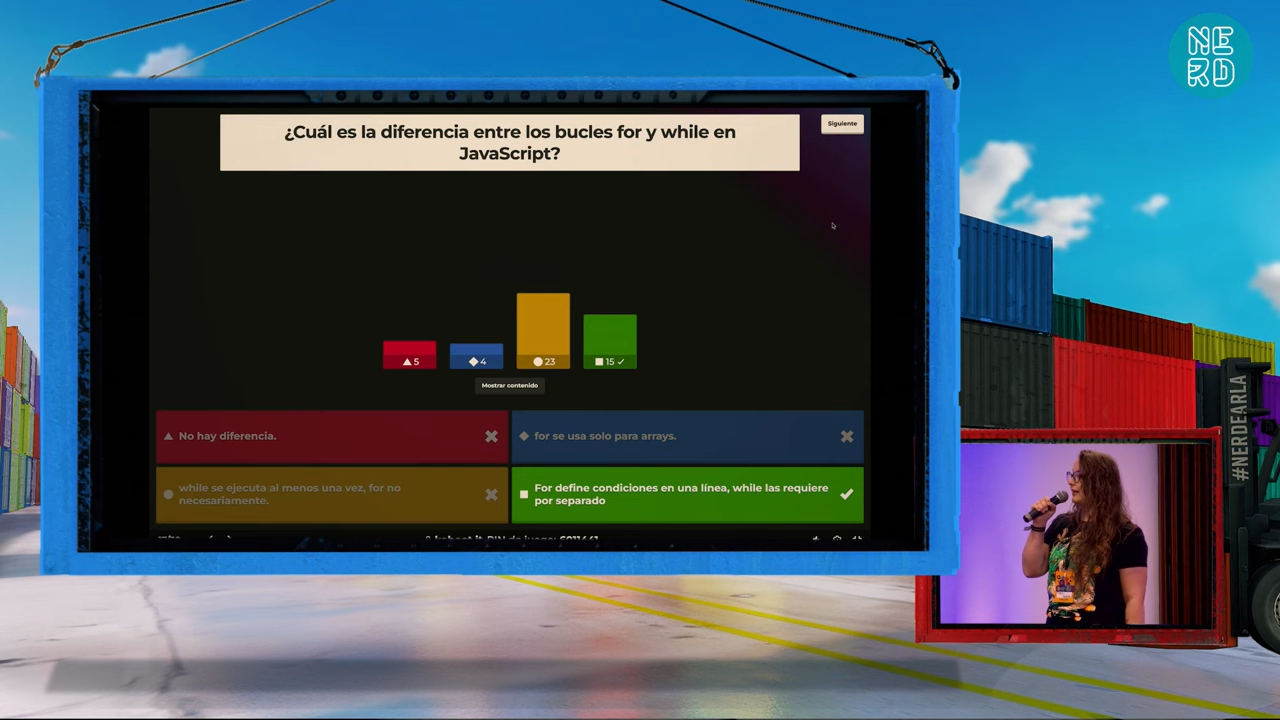 NE
RD
¿Cuál es la diferencia entre los bucles for y while en
JavaScript?
Siguiente
5
4
23
15
Mostrar contenido
No hay diferencia.
for se usa solo para arrays.
while se ejecuta al menos una vez, for no
necesariamente.
For define condiciones en una línea, while las requiere
por separado
#NERDEARLA